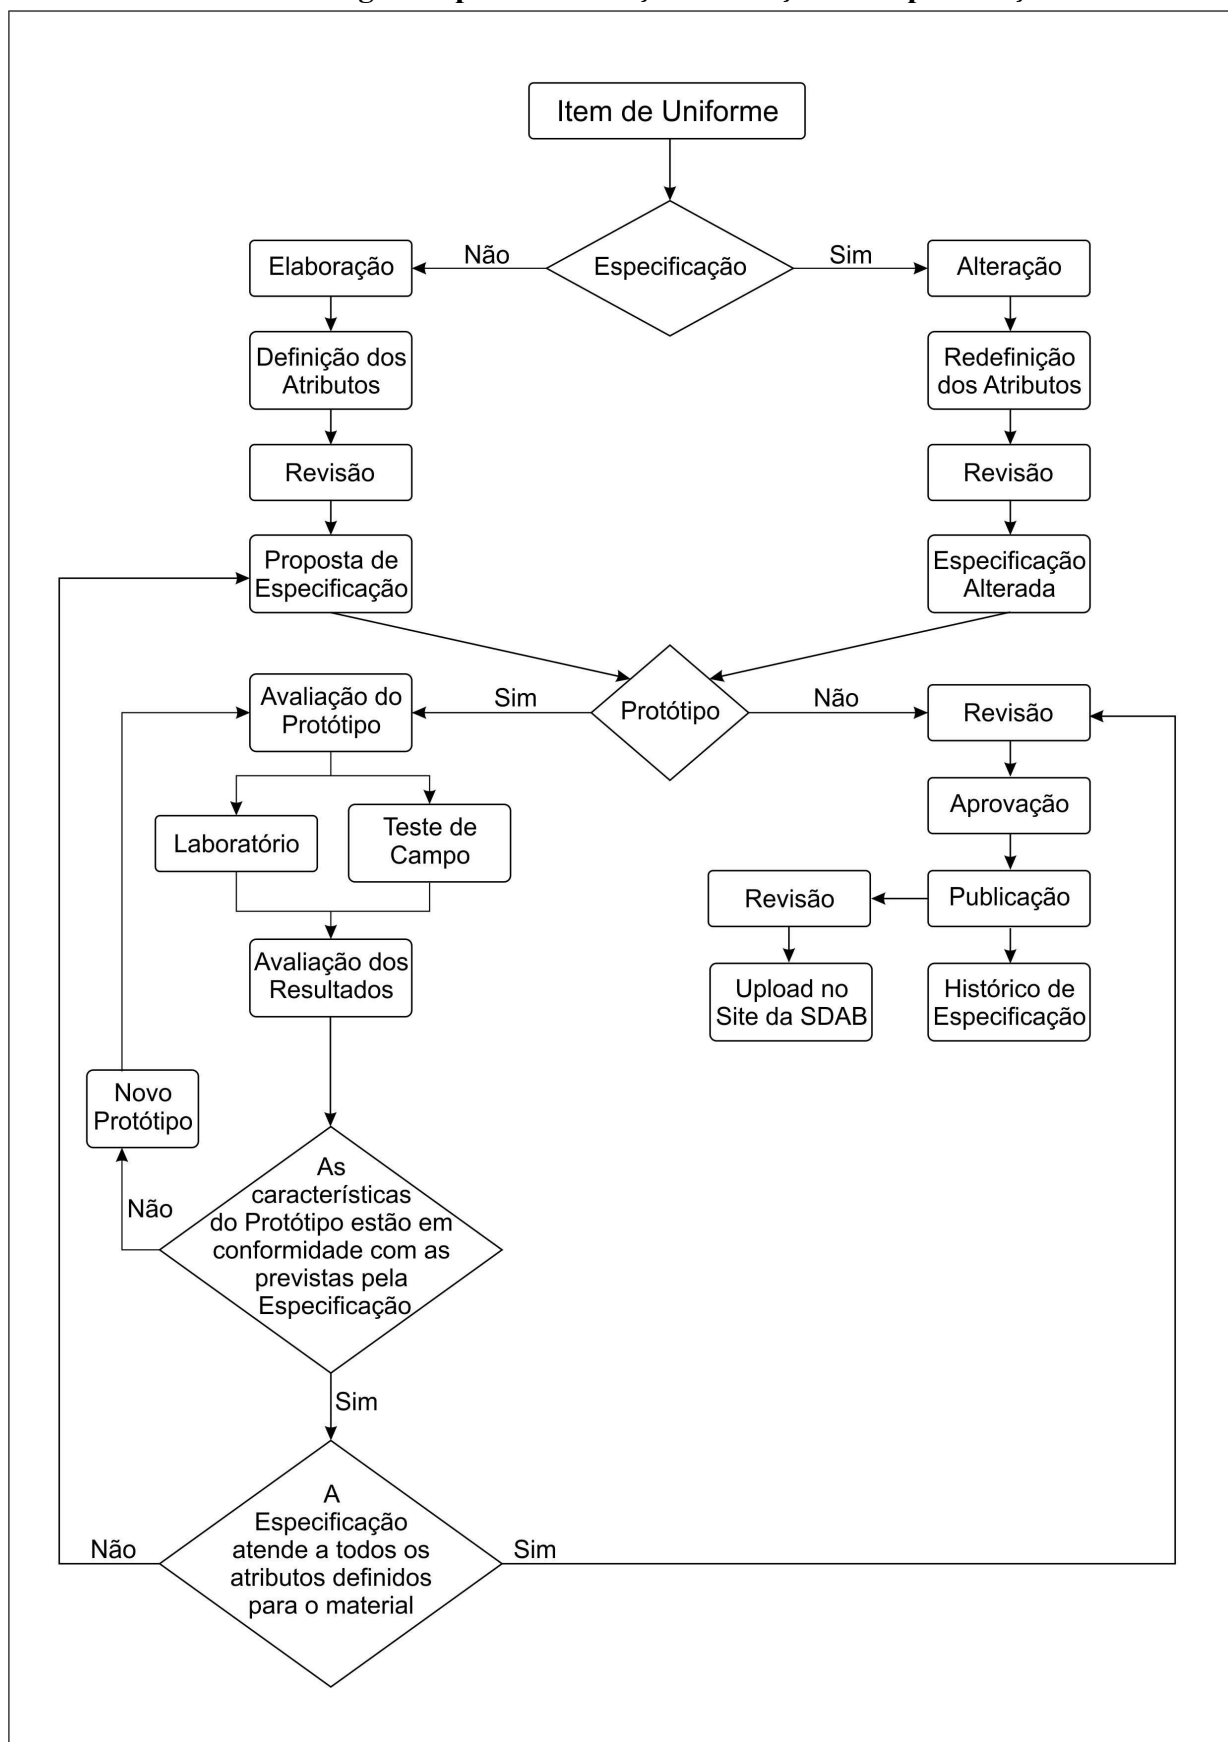 Item de Uniforme
Não
Sim
Elaboração
Especificação
Alteração
Definição dos
Atributos
Redefinição
dos Atributos
Revisão
Revisão
Proposta de
Especificação
Especificação
Alterada
Avaliação do
Protótipo
Sim
Protótipo
Não
Revisão
Laboratório
Teste de
Campo
Aprovação
Revisão
Publicação
Avaliação dos
Resultados
Upload no
Site da SDAB
Histórico de
Especificação
Novo
Protótipo
Não
As
características
do Protótipo estão em
conformidade com as
previstas pela
Especificação
Sim
A
Especificação
atende a todos os
atributos definidos
para o material
Não
Sim